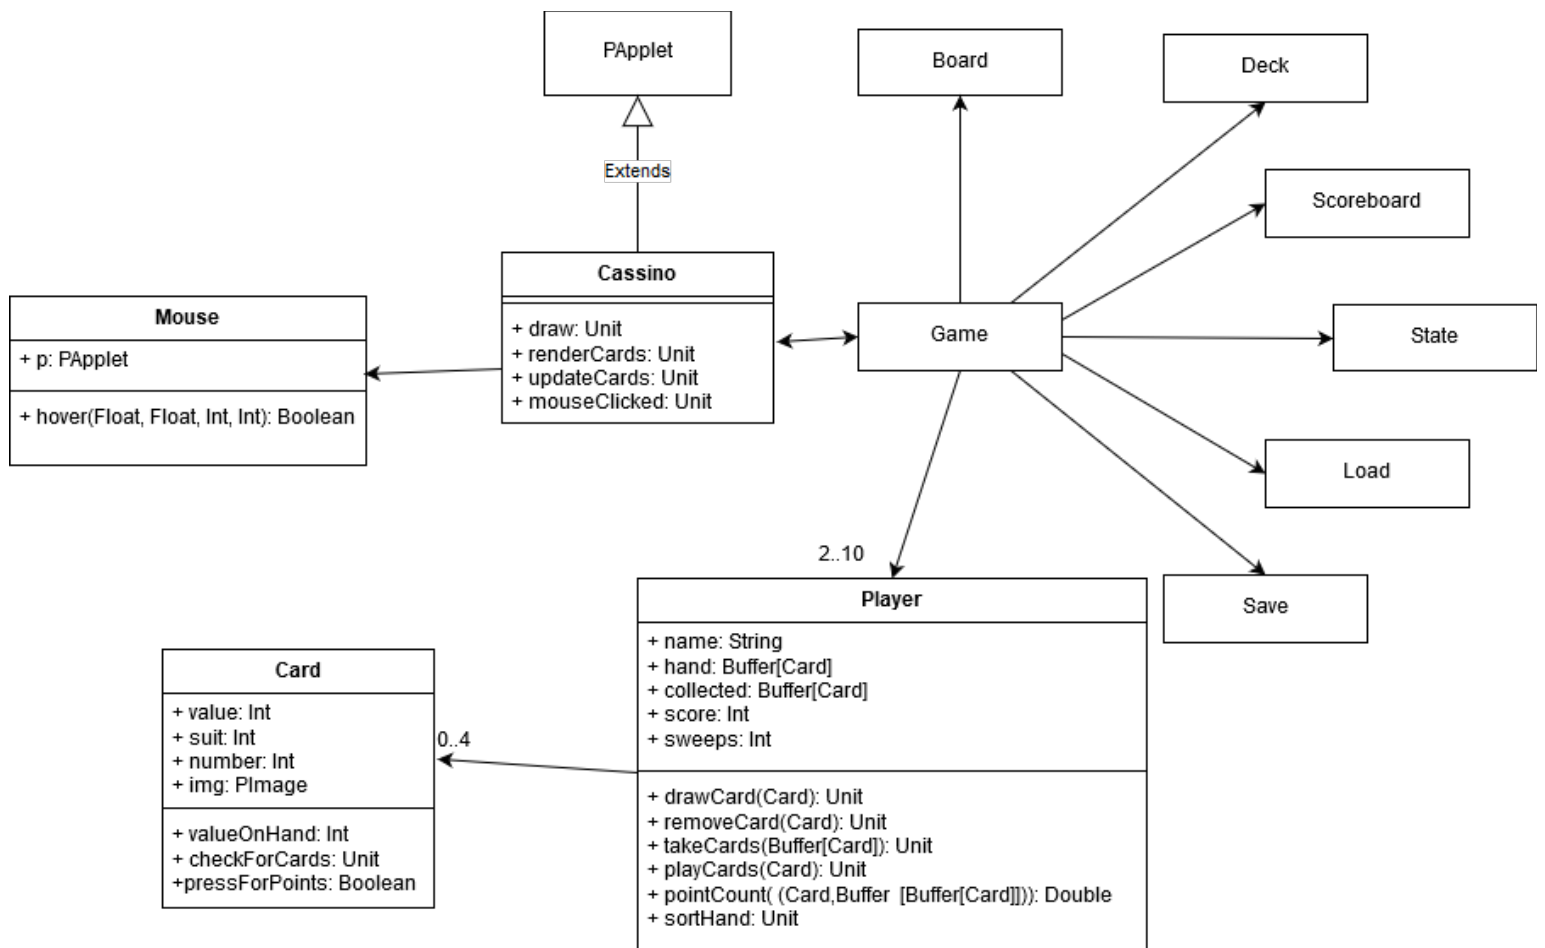 PApplet
Board
Deck
Extends
Scoreboard
Cassino
+ draw: Unit
+ renderCards: Unit
+ updateCards: Unit
+ mouseClicked: Unit
Mouse
+ p: PApplet
+ hover(Float, Float, Int, Int): Boolean
Game
State
Load
Save
2..10
Player
+ name: String
+ hand: Buffer[Card]
+ collected: Buffer[Card]
+ score: Int
+ sweeps: Int
+ drawCard(Card): Unit
+ removeCard(Card): Unit
+ takeCards(Buffer[Card]): Unit
+ playCards(Card): Unit
+ pointCount( (Card,Buffer [Buffer[Card]])): Double
+ sortHand: Unit
Card
+ value: Int
+ suit: Int
+ number: Int
+ img: PImage
+ valueOnHand: Int
+ checkForCards: Unit
+pressForPoints: Boolean
0..4